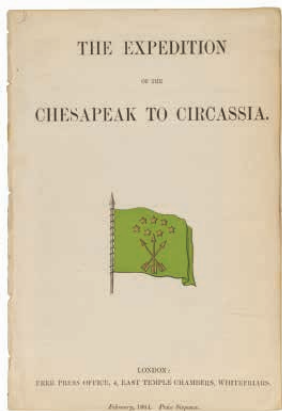 THE EXPEDITION
OF THE
CHESAPEAK TO CIRCASSIA.
LONDON:
FREE PRESS OFFICE, 4, EAST TEMPLE CHAMBERS, WHITEFRIARS.
February, 1864. Price Sixpence.